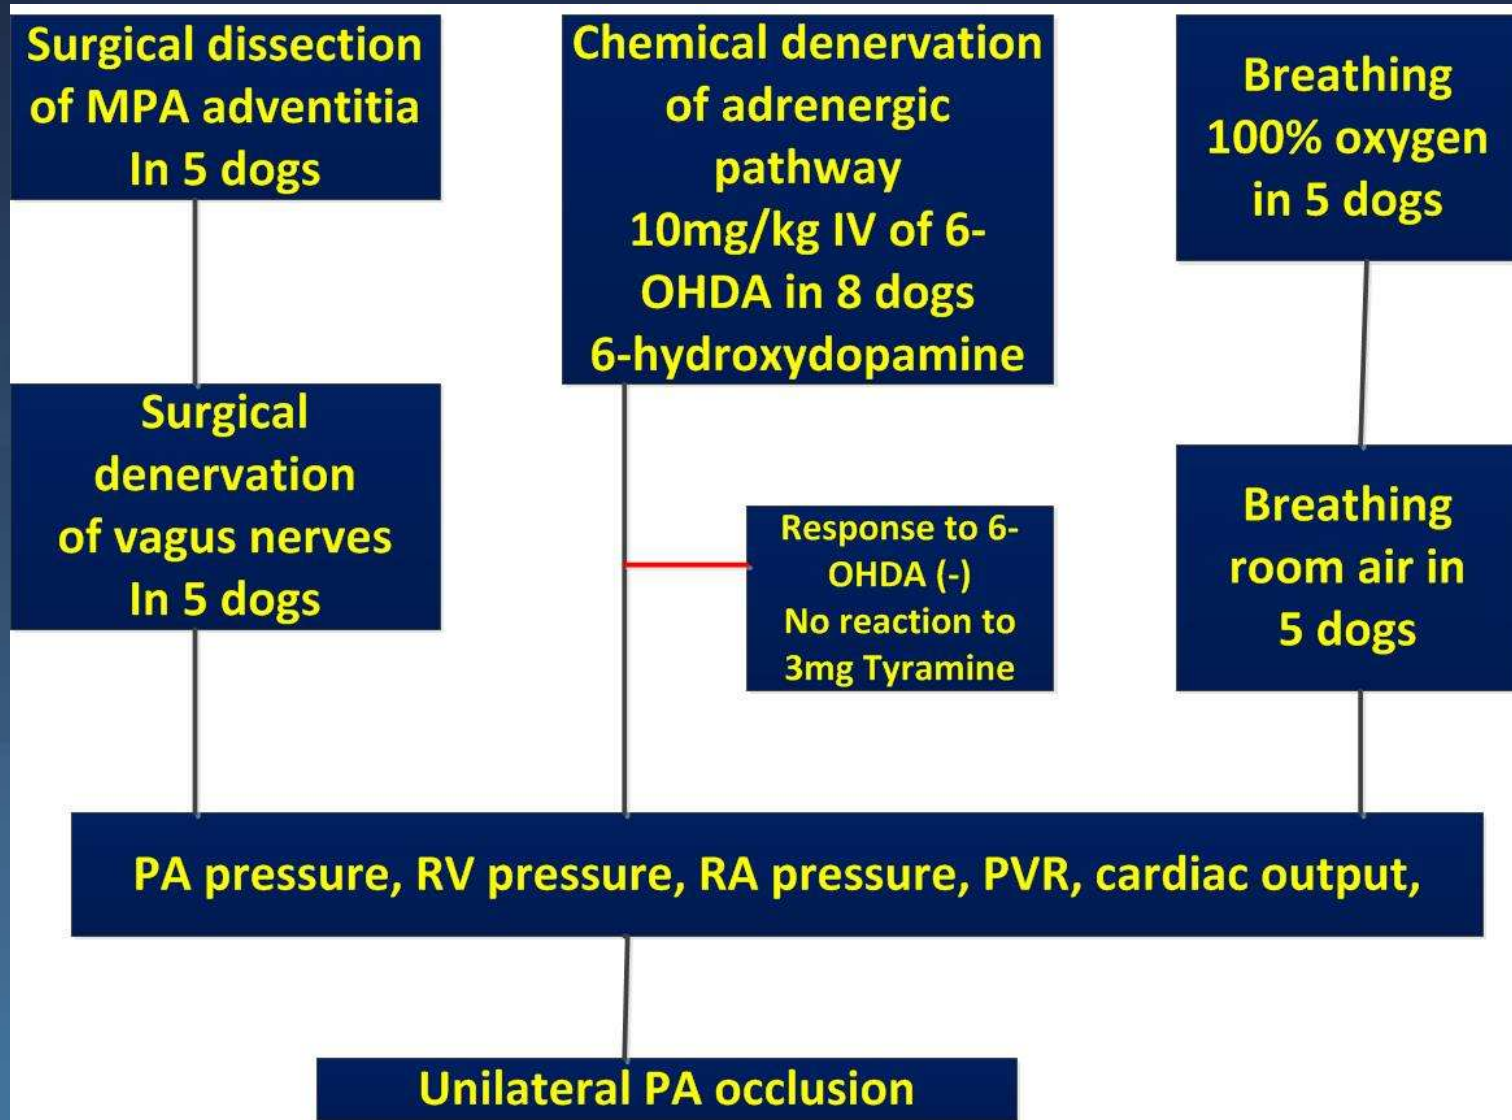 Surgical dissection
of MPA adventitia
In 5 dogs
Surgical
denervation
of vagus nerves
In 5 dogs
Chemical denervation
of adrenergic
pathway
10mg/kg IV of 6-
OHDA in 8 dogs
6-hydroxydopamine
Response to 6-
OHDA (-)
No reaction to
3mg Tyramine
Breathing
100% oxygen
in 5 dogs
Breathing
room air in
5 dogs
PA pressure, RV pressure, RA pressure, PVR, cardiac output,
Unilateral PA occlusion